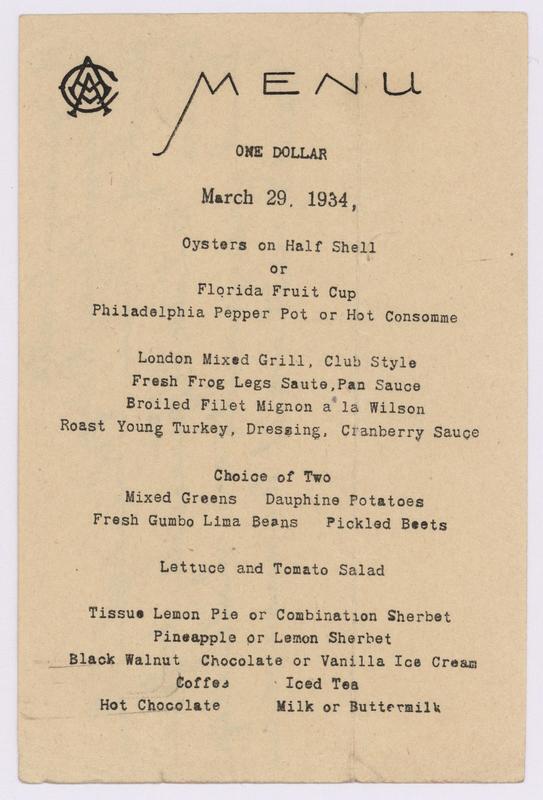 MENU
ONE DOLLAR
March 29, 1934,
Oysters on Half Shell
or
Florida Fruit Cup
Philadelphia Pepper Pot or Hot Consomme
London Mixed Grill, Club Style
Fresh Frog Legs Saute,Pan Sauce
Broiled Filet Mignon a'la Wilson
Roast Young Turkey, Dressing, Cranberry Sauce
Choice of Two
Mixed Greens Dauphine Potatoes
Fresh Gumbo Lima Beans Pickled Beets
Lettuce and Tomato Salad
Tissue Lemon Pie or Combination Sherbet
Pineapple or Lemon Sherbet
Black Walnut Chocolate or Vanilla Ice Cream
Coffee Iced Tea
Hot Chocolate Milk or Buttermilk